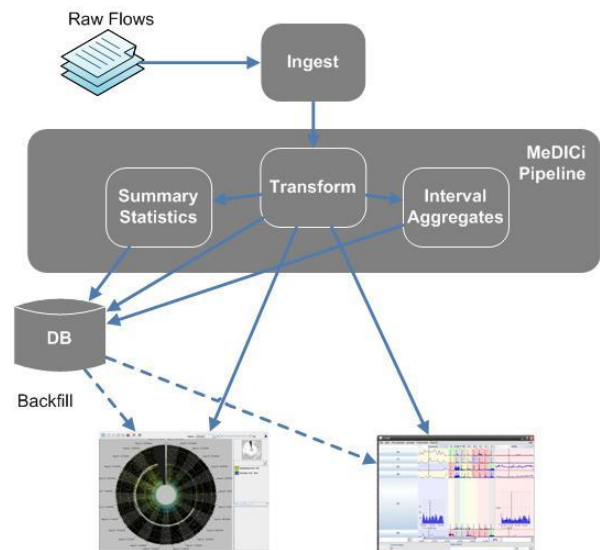 Raw Flows
Ingest
MeDICi
Pipeline
Transform
Summary
Statistics
Interval
Aggregates
DB
Backfill